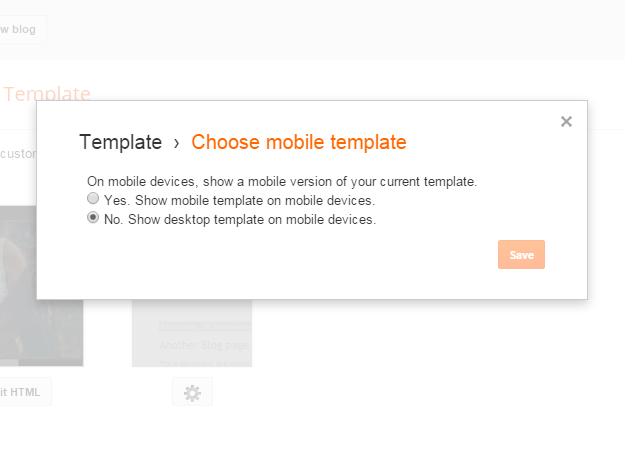 w blog
Template
custom
Template › Choose mobile template
On mobile devices, show a mobile version of your current template.
Yes. Show mobile template on mobile devices.
No. Show desktop template on mobile devices.
Save
Another Blog page
it HTML